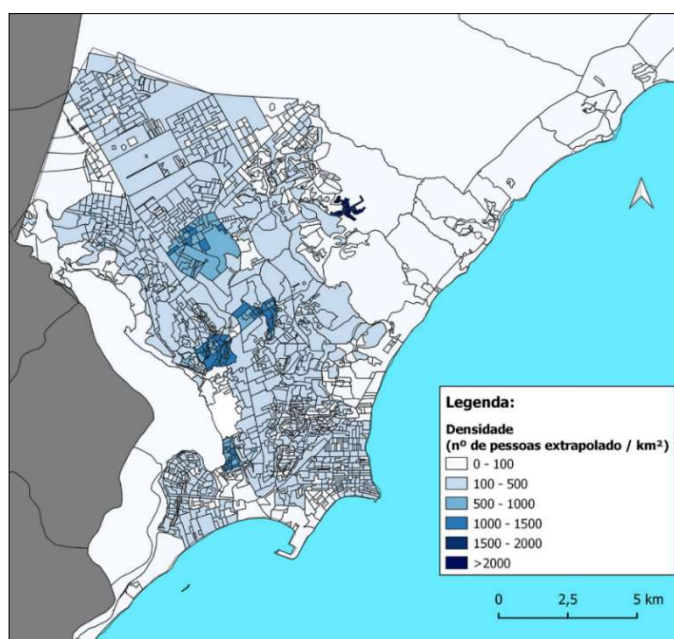 Legenda:
Densidade
(nº de pessoas extrapolado / km²)
0 - 100
100 - 500
500 - 1000
1000 - 1500
1500 - 2000
>2000
0 2,5 5 km